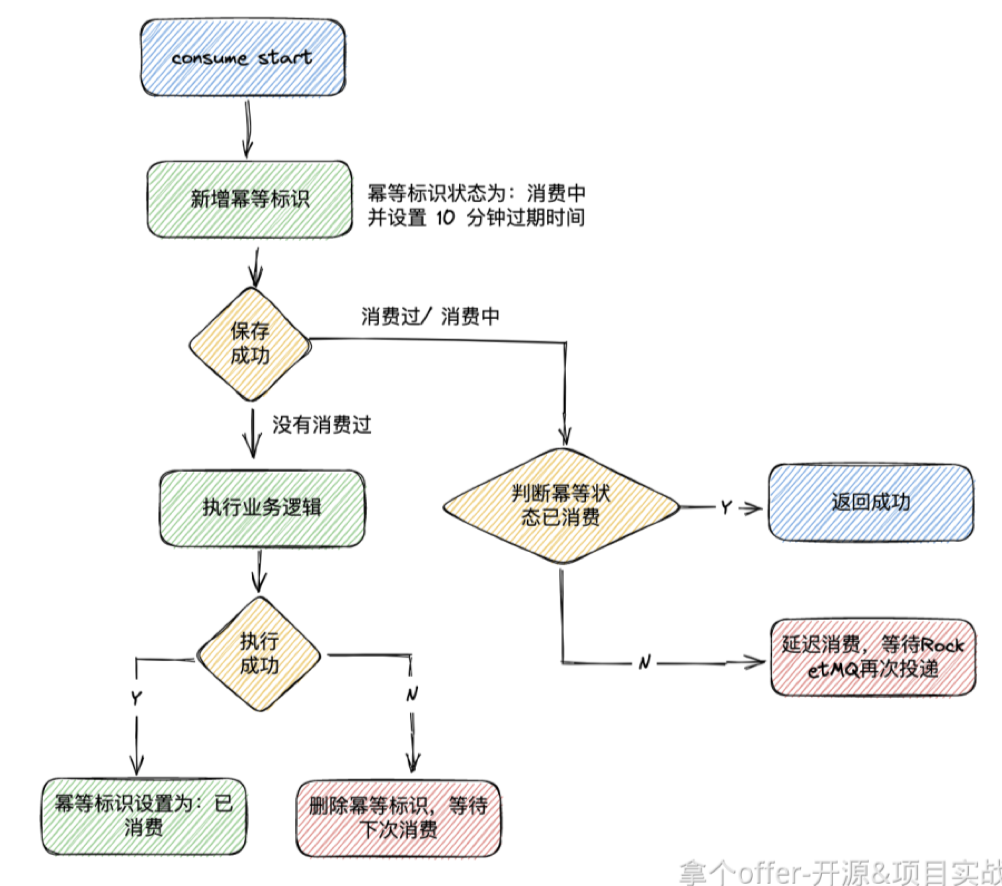 consume start
新增幂等标识
幂等标识状态为：消费中
并设置 10 分钟过期时间
保存
成功
消费过/ 消费中
没有消费过
执行业务逻辑
判断幂等状
态已消费
Y
返回成功
执行
成功
延迟消费，等待Rock
etMQ再次投递
N
Y
N
幂等标识设置为：已
消费
删除幂等标识，等待
下次消费
拿个offer-开源&项目实战